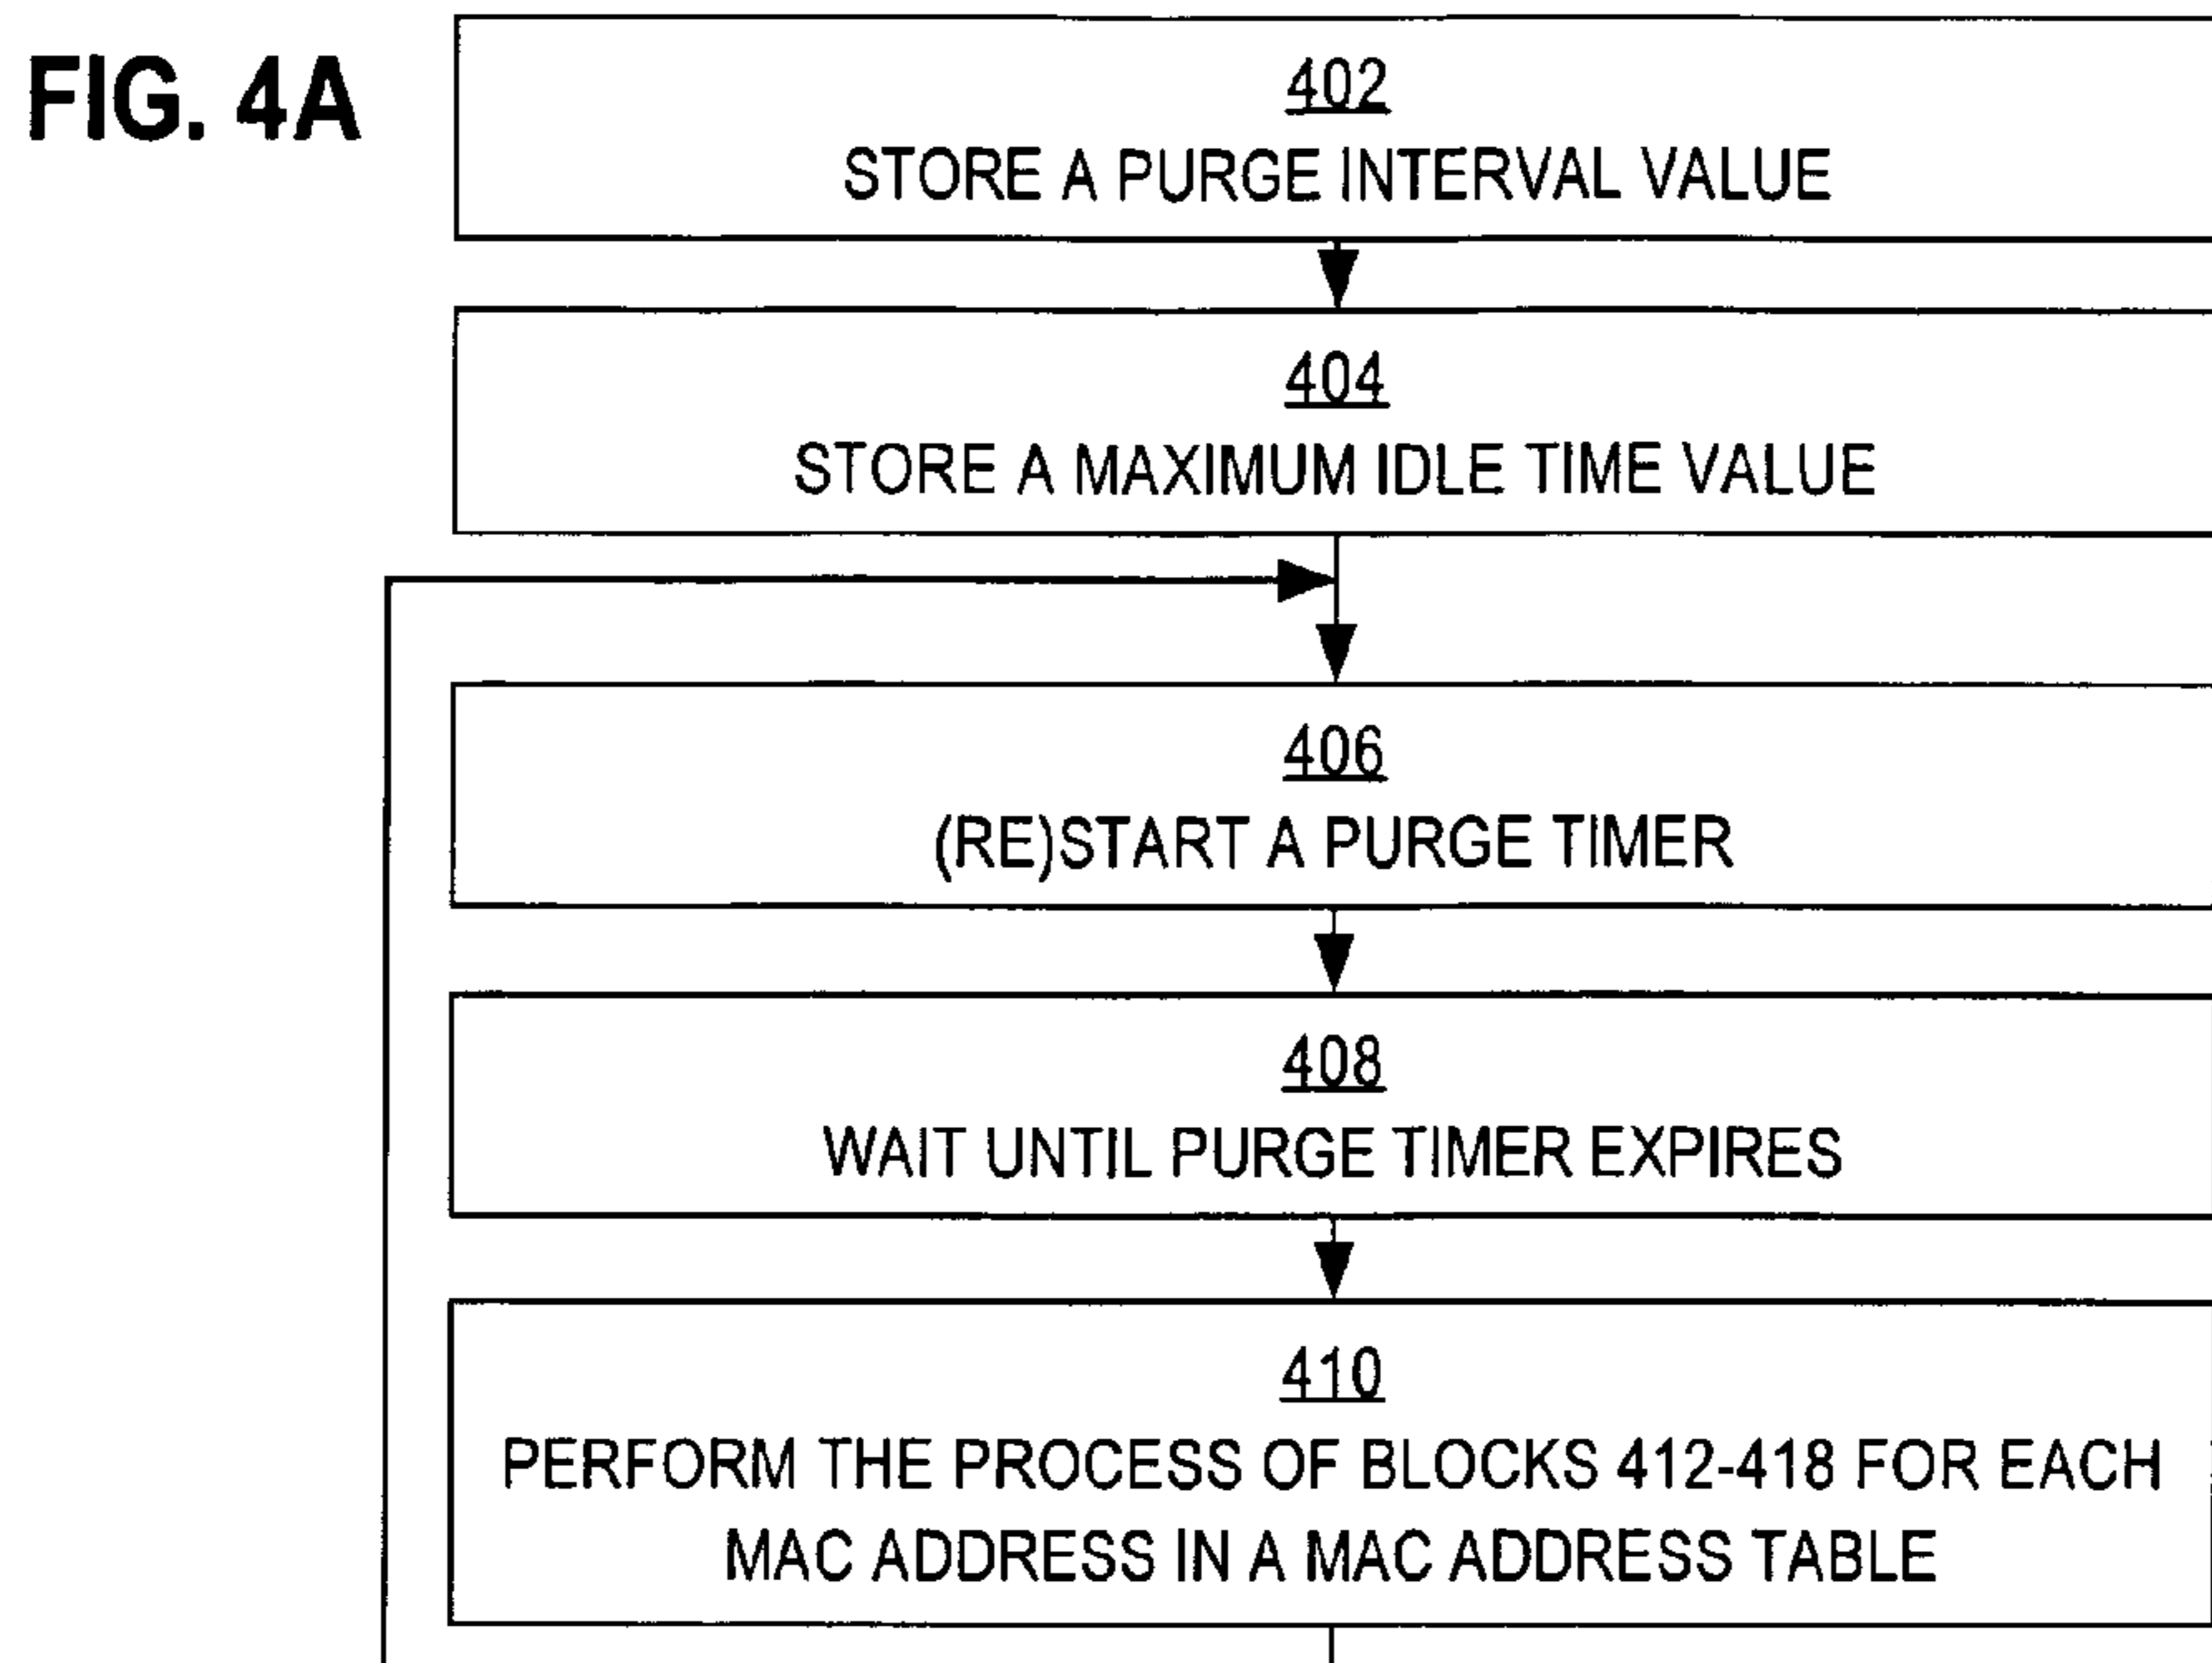 FIG. 4A
402
STORE A PURGE INTERVAL VALUE
404
STORE A MAXIMUM IDLE TIME VALUE
406
(RE)START A PURGE TIMER
408
WAIT UNTIL PURGE TIMER EXPIRES
410
PERFORM THE PROCESS OF BLOCKS 412-418 FOR EACH
MAC ADDRESS IN A MAC ADDRESS TABLE